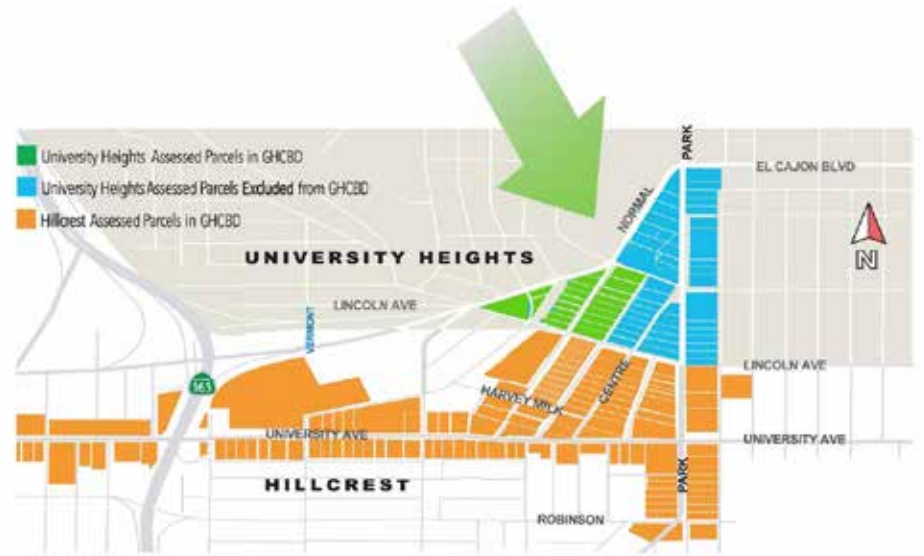 PARK
EL CAJON BLVD
University Heights Assessed Parcels in GHCBD
University Heights Assessed Parcels Excluded from GHCBD
Hillcrest Assessed Parcels in GHCBD
NORMAL
N
UNIVERSITY HEIGHTS
LINCOLN AVE
VERMONT
LINCOLN AVE
163
CENTRE
HARVEY MILK
UNIVERSITY AVE
UNIVERSITY AVE
HILLCREST
PARK
ROBINSON